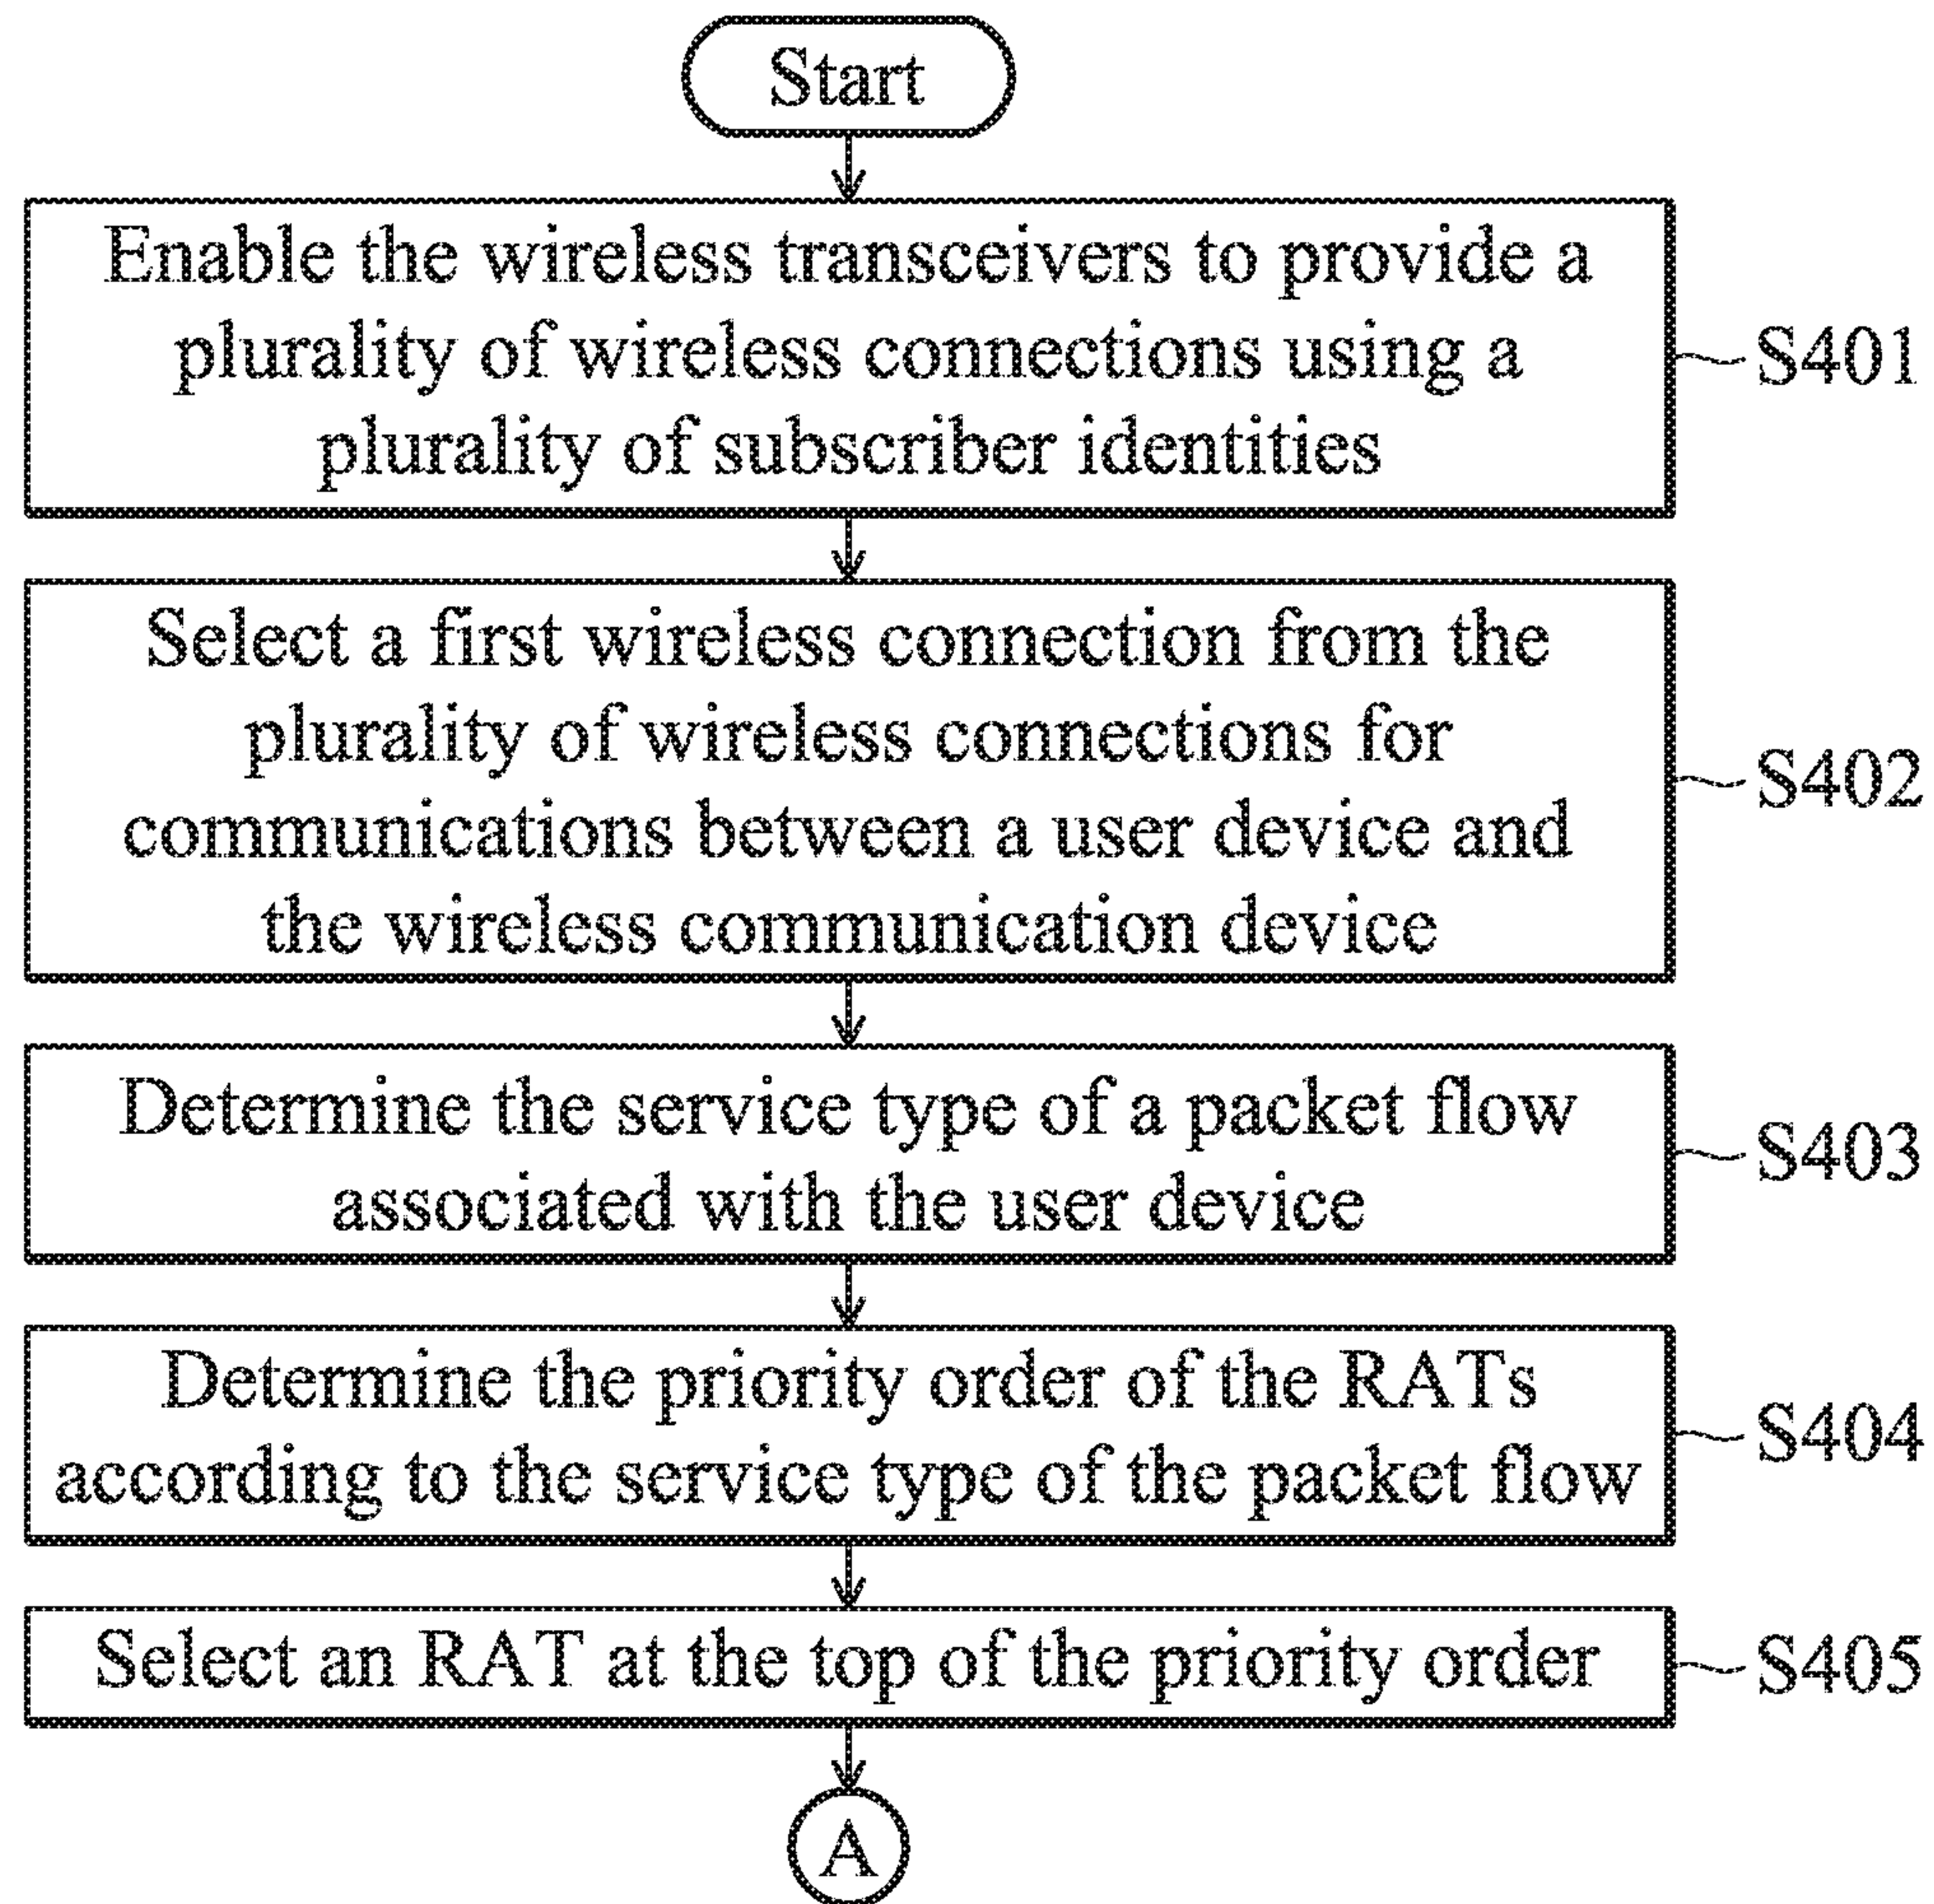 Start
Enable the wireless transceivers to provide a
plurality of wireless connections using a
plurality of subscriber identities
S401
Select a first wireless connection from the
plurality of wireless connections for
communications between a user device and
the wireless communication device
S402
Determine the service type of a packet flow
associated with the user device
S403
Determine the priority order of the RATs
according to the service type of the packet flow
S404
Select an RAT at the top of the priority order
S405
A